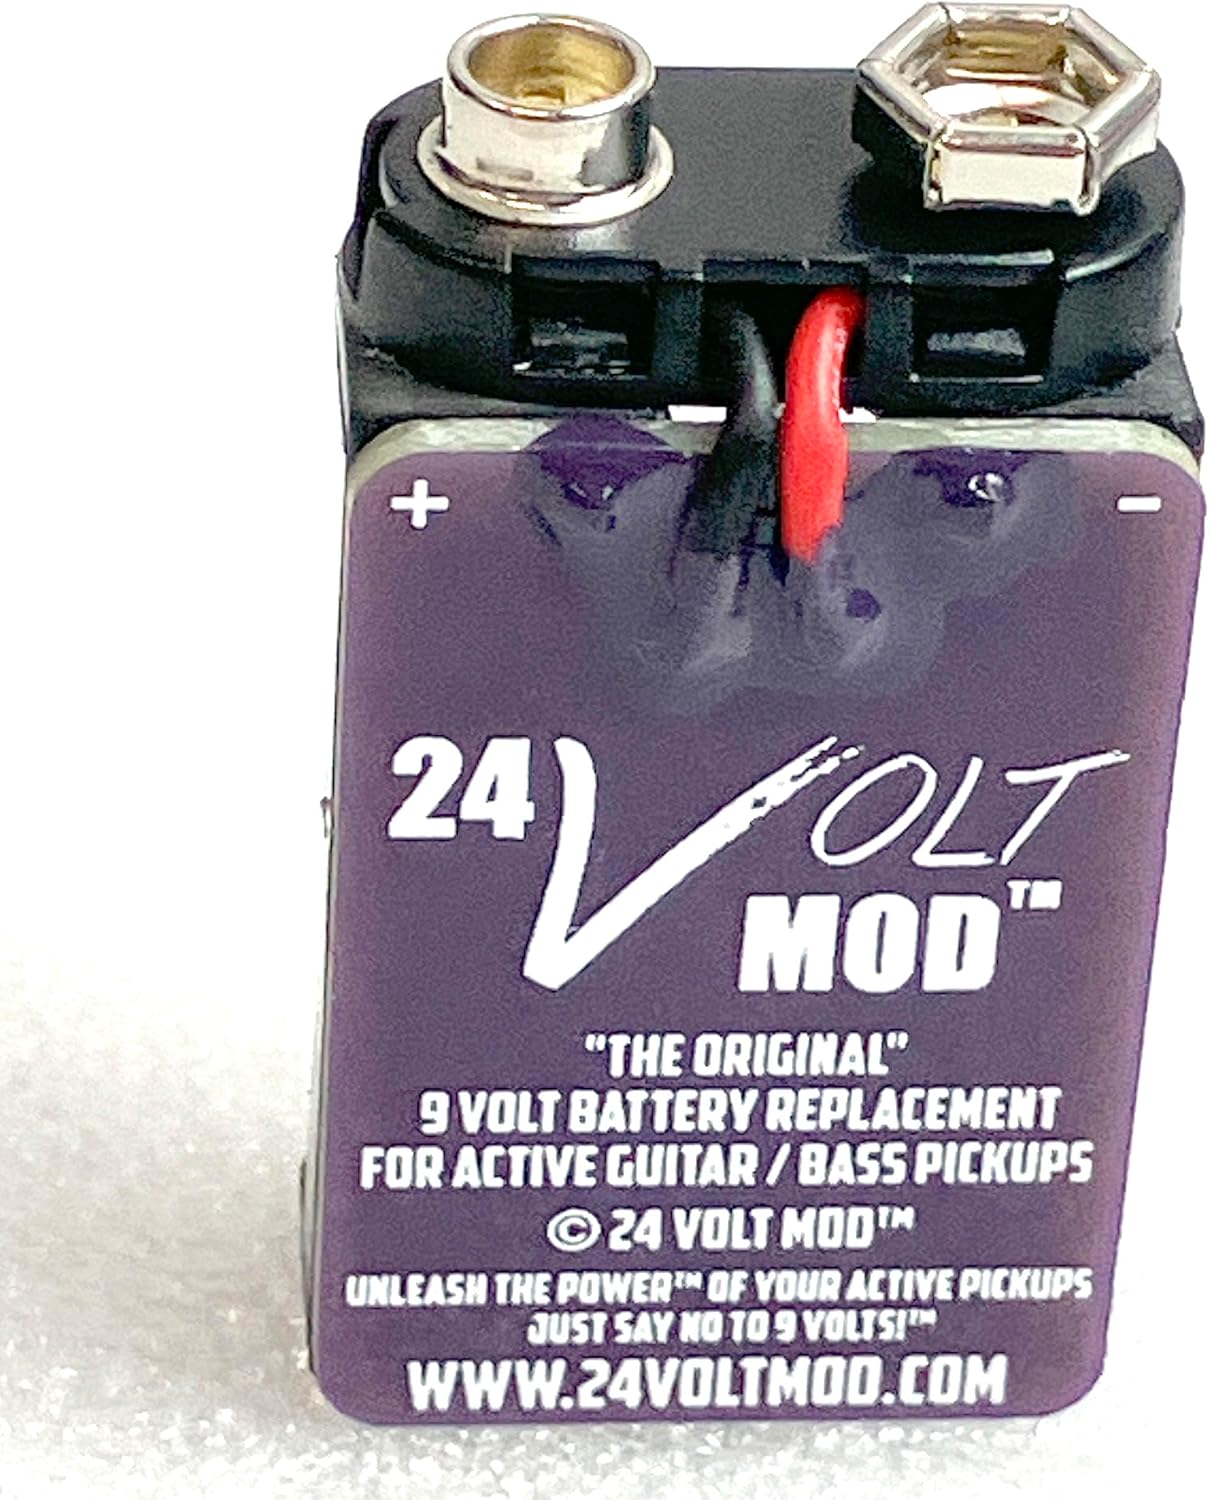 + −
24 VOLT
MOD™
"THE ORIGINAL"
9 VOLT BATTERY REPLACEMENT
FOR ACTIVE GUITAR / BASS PICKUPS
© 24 VOLT MOD™
UNLEASH THE POWER™ OF YOUR ACTIVE PICKUPS
JUST SAY NO TO 9 VOLTS!™
WWW.24VOLTMOD.COM